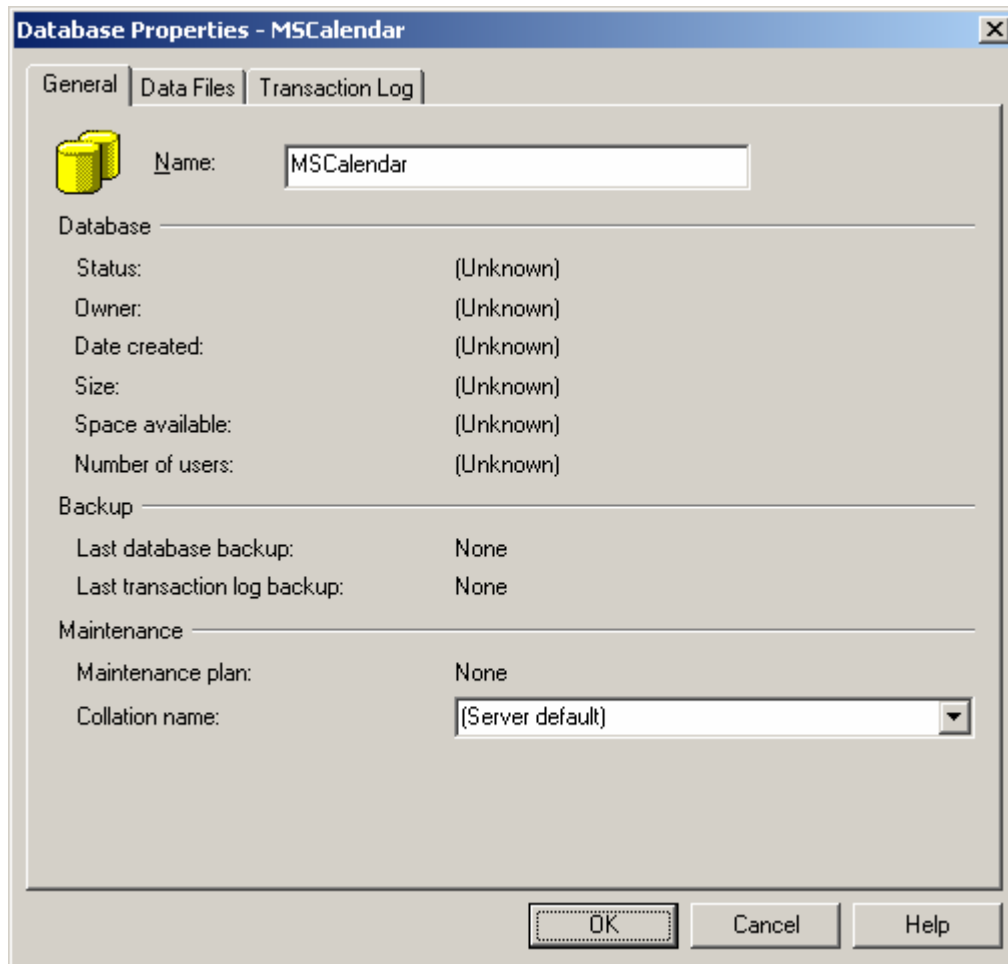 Database Properties - MSCalendar
General Data Files Transaction Log
Name: MSCalendar
Database
Status: (Unknown)
Owner: (Unknown)
Date created: (Unknown)
Size: (Unknown)
Space available: (Unknown)
Number of users: (Unknown)
Backup
Last database backup: None
Last transaction log backup: None
Maintenance
Maintenance plan: None
Collation name: (Server default)
OK Cancel Help